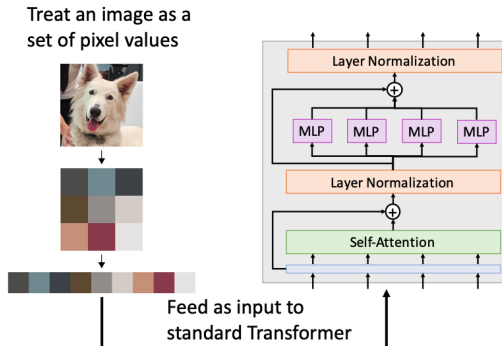 Treat an image as a
set of pixel values
Layer Normalization
MLP MLP MLP MLP
Layer Normalization
Self-Attention
Feed as input to
standard Transformer